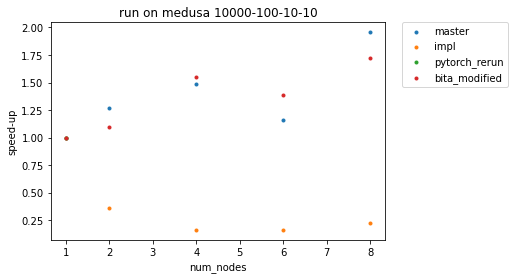 run on medusa 10000-100-10-10
2.00
1.75
1.50
1.25
1.00
0.75
0.50
0.25
speed-up
1 2 3 4 5 6 7 8
num_nodes
master
impl
pytorch_rerun
bita_modified